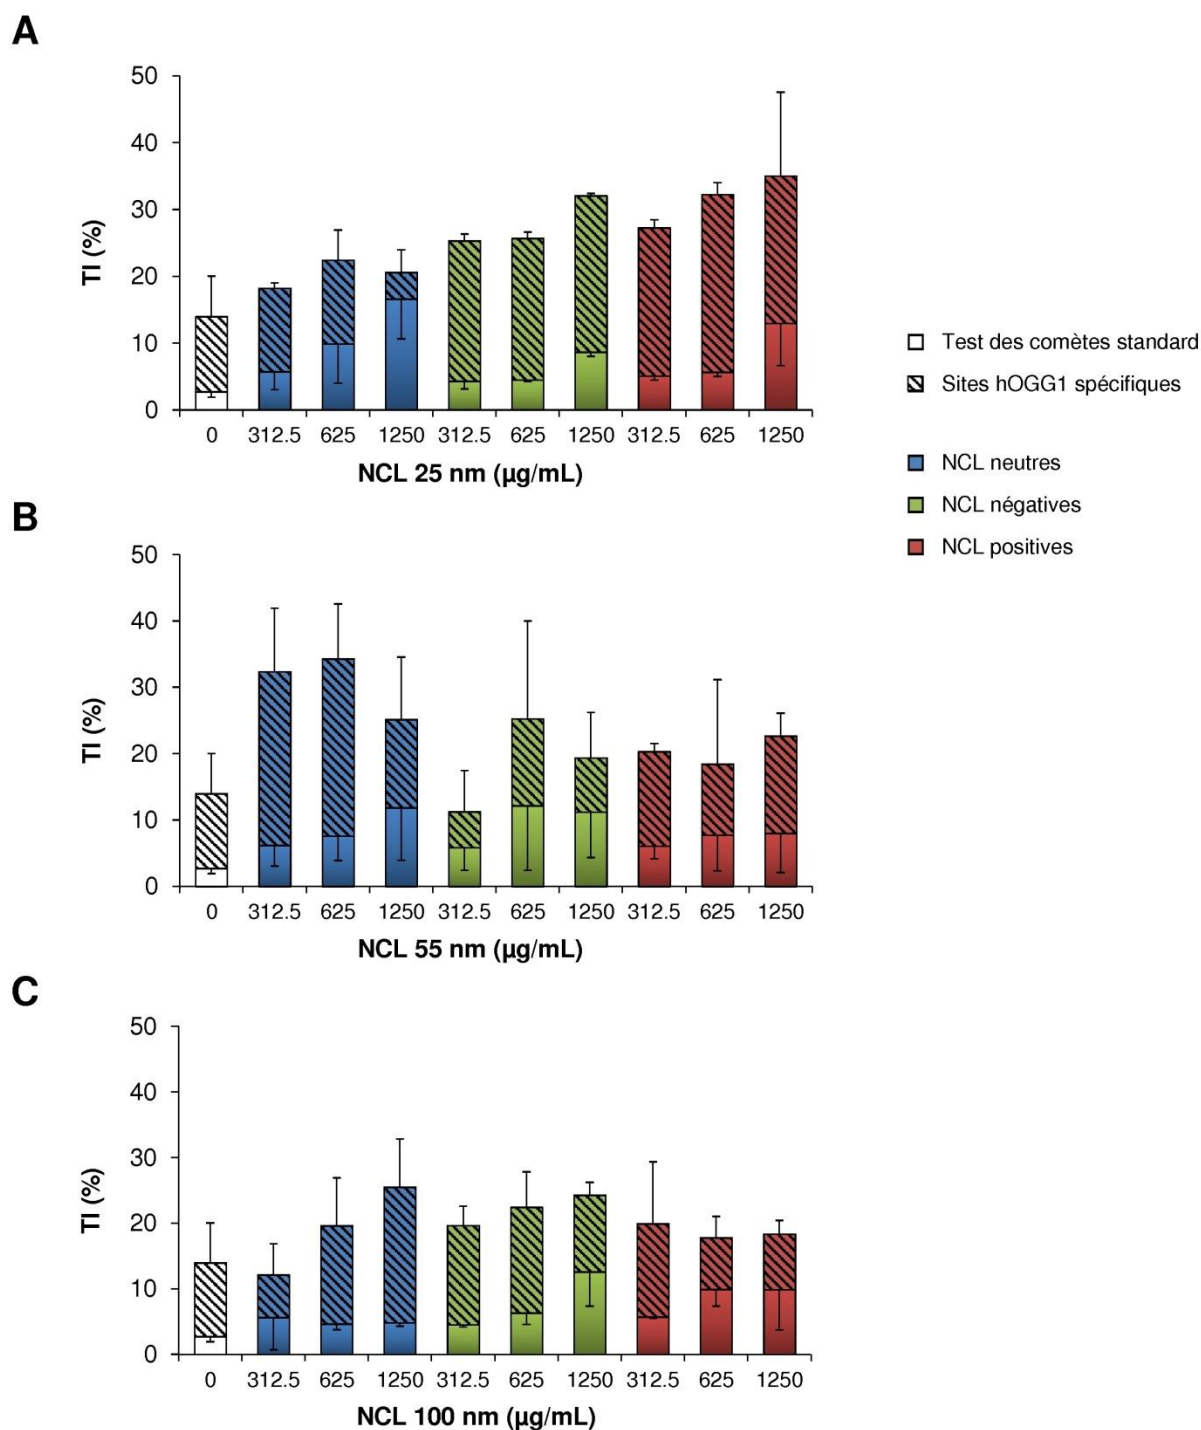 A
50
40
30
20
10
0
TI (%)
0 312.5 625 1250 312.5 625 1250 312.5 625 1250
NCL 25 nm (µg/mL)
Test des comètes standard
Sites hOGG1 spécifiques
NCL neutres
NCL négatives
NCL positives
B
50
40
30
20
10
0
TI (%)
0 312.5 625 1250 312.5 625 1250 312.5 625 1250
NCL 55 nm (µg/mL)
C
50
40
30
20
10
0
TI (%)
0 312.5 625 1250 312.5 625 1250 312.5 625 1250
NCL 100 nm (µg/mL)